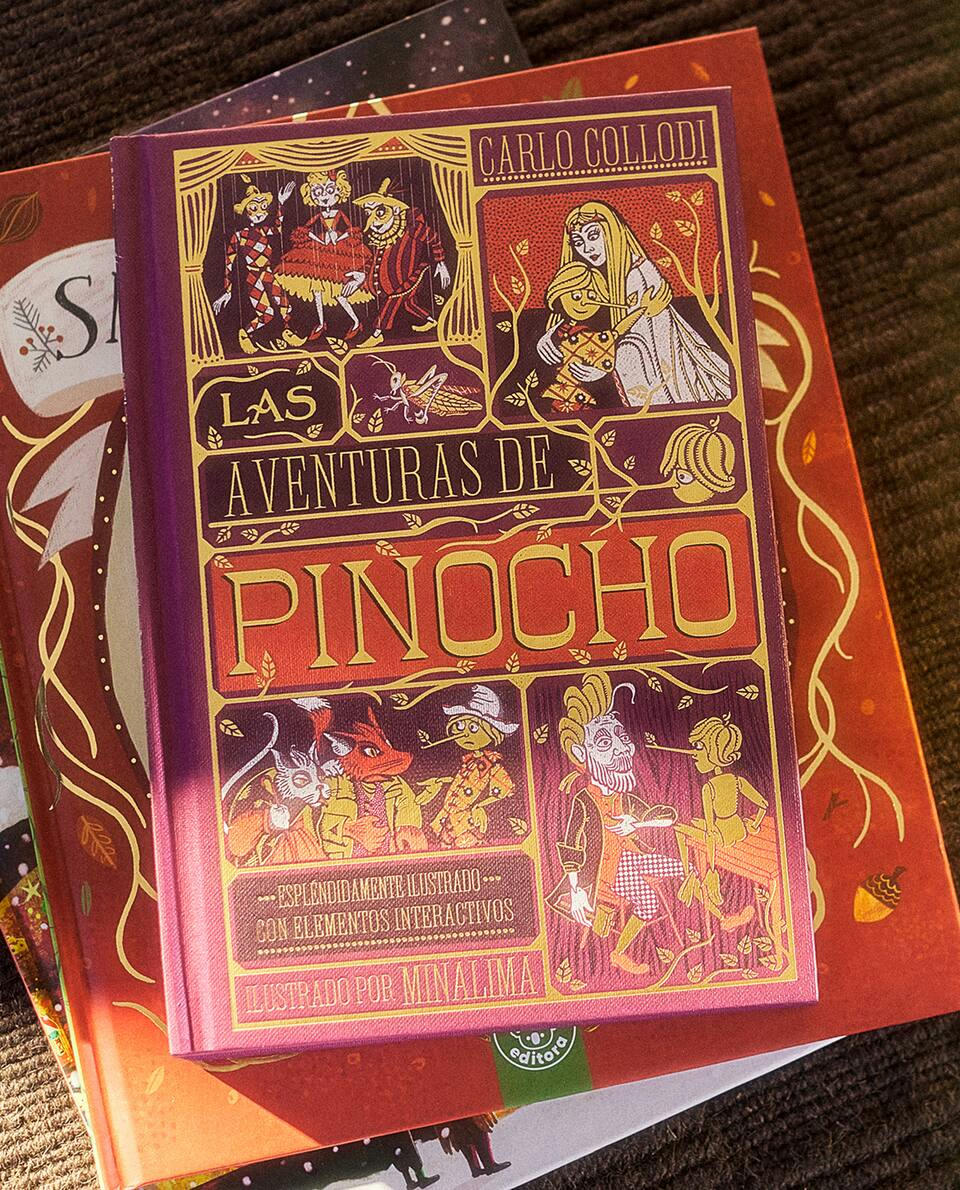 CARLO COLLODI
LAS
AVENTURAS DE
PINOCHO
ESPLÉNDIDAMENTE ILUSTRADO
CON ELEMENTOS INTERACTIVOS
ILUSTRADO POR MINALIMA
editora